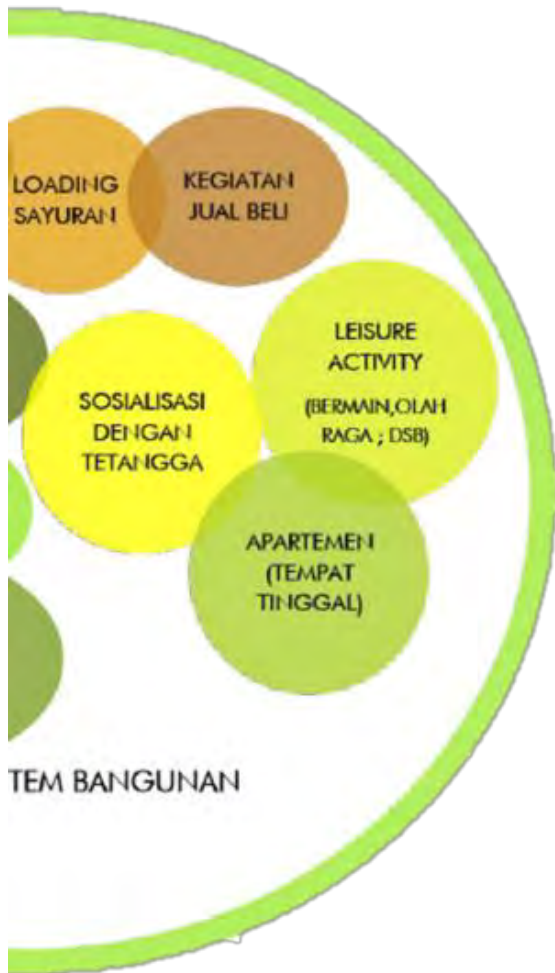 LOADING
SAYURAN
KEGIATAN
JUAL BELI
LEISURE
ACTIVITY
(BERMAIN,OLAH
RAGA ; DSB)
SOSIALISASI
DENGAN
TETANGGA
APARTEMEN
(TEMPAT
TINGGAL)
TEM BANGUNAN